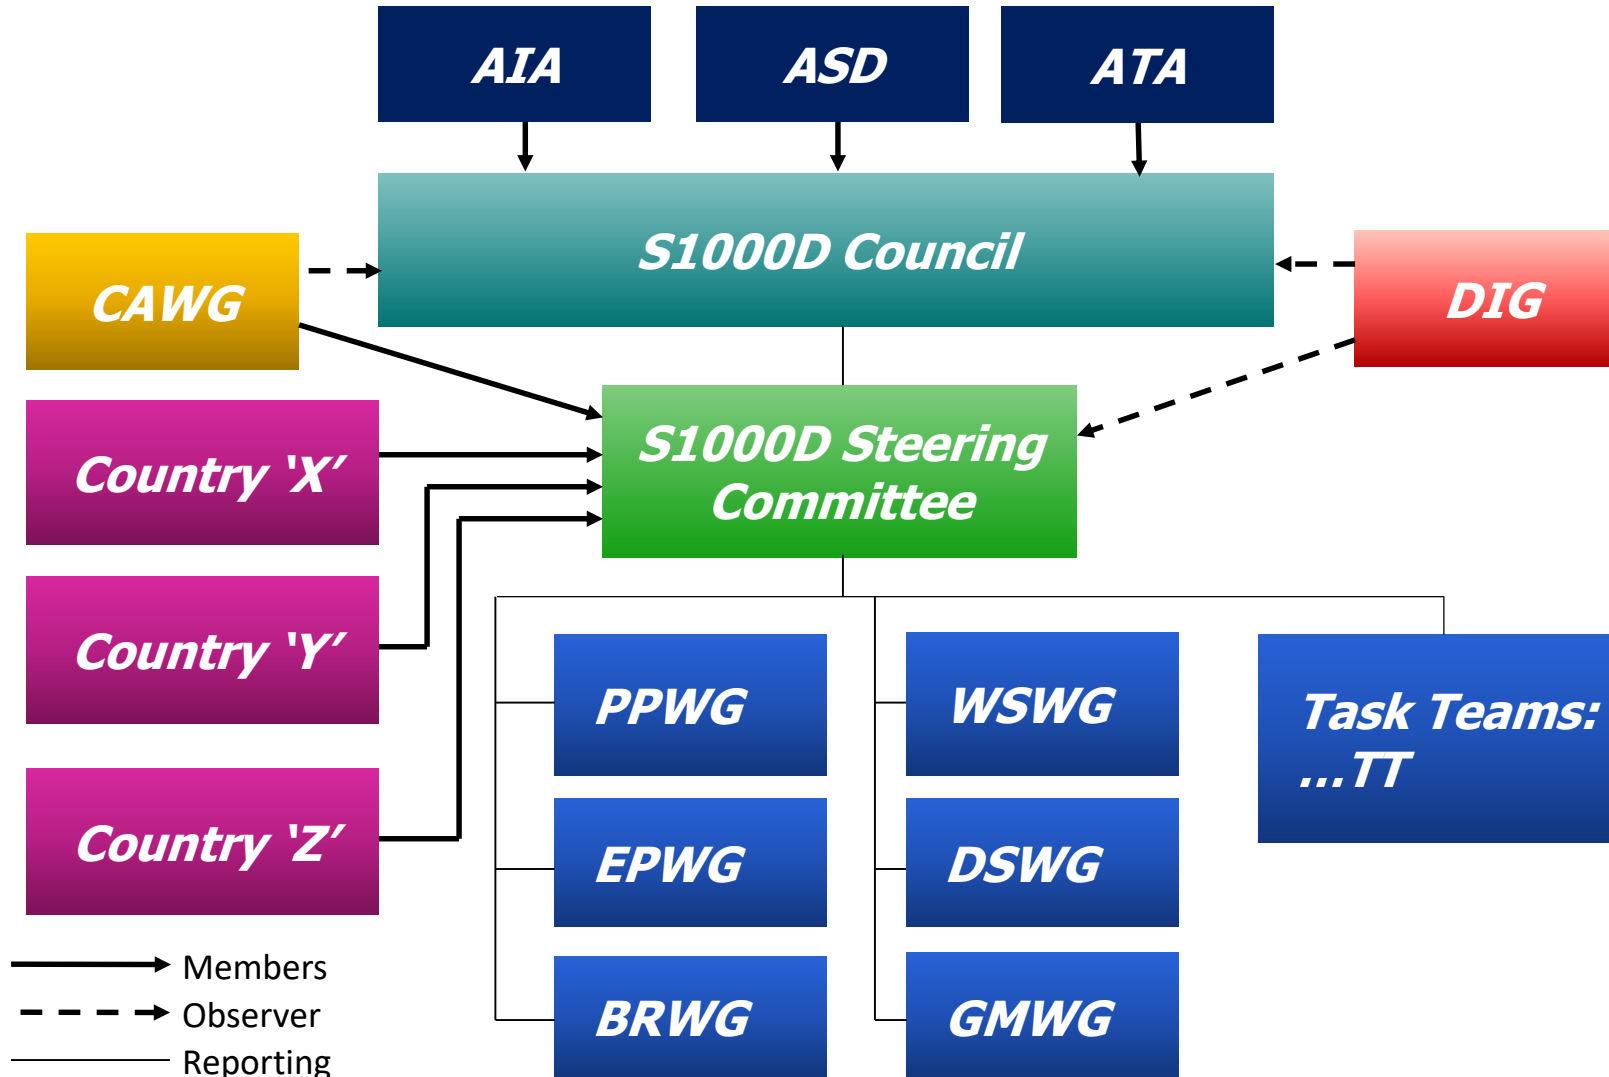 AIA
ASD
ATA
S1000D Council
CAWG
DIG
Country ‘X’
S1000D Steering
Committee
Country ‘Y’
Country ‘Z’
PPWG
WSWG
Task Teams:
...TT
EPWG
DSWG
BRWG
GMWG
Members
Observer
Reporting